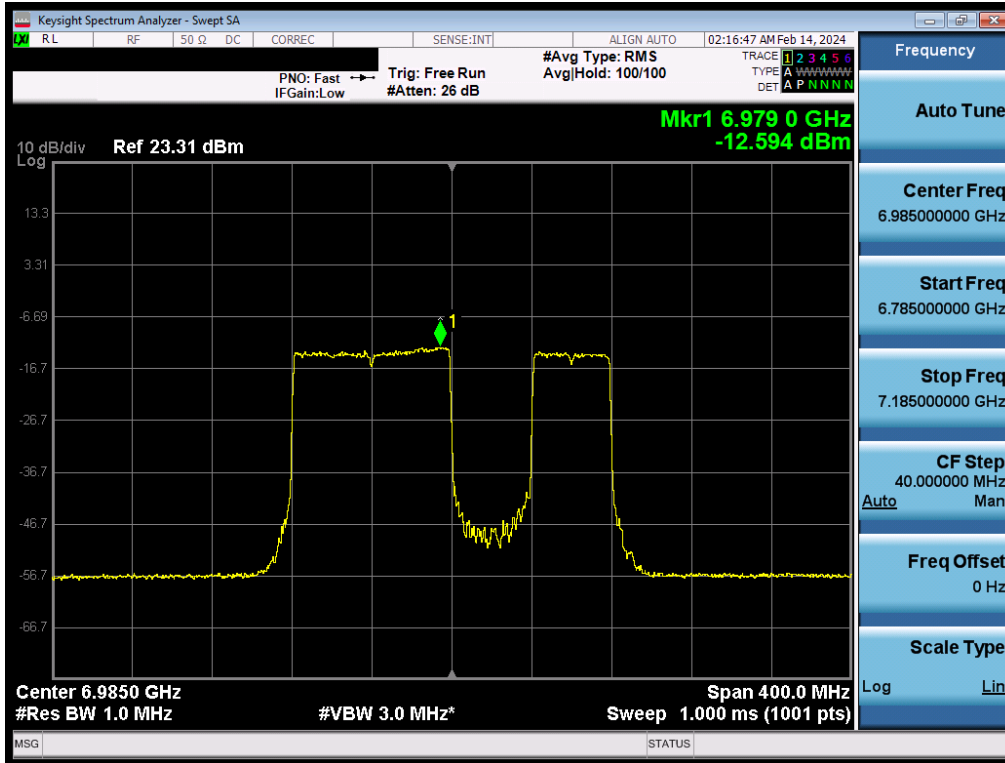 Keysight Spectrum Analyzer - Swept SA
LXI RL RF 50 Ω DC CORREC SENSE:INT ALIGN AUTO 02:16:47 AM Feb 14, 2024
PNO: Fast
IFGain:Low
Trig: Free Run
#Atten: 26 dB
#Avg Type: RMS
Avg|Hold: 100/100
TRACE 1 2 3 4 5 6
TYPE A WWWWW
DET A P N N N N
Mkr1 6.979 0 GHz
-12.594 dBm
10 dB/div Ref 23.31 dBm
Log
13.3
3.31
-6.69
-16.7
-26.7
-36.7
-46.7
-56.7
-66.7
1
Center 6.9850 GHz Span 400.0 MHz
#Res BW 1.0 MHz #VBW 3.0 MHz* Sweep 1.000 ms (1001 pts)
MSG STATUS
Frequency
Auto Tune
Center Freq
6.985000000 GHz
Start Freq
6.785000000 GHz
Stop Freq
7.185000000 GHz
CF Step
40.000000 MHz
Auto Man
Freq Offset
0 Hz
Scale Type
Log Lin